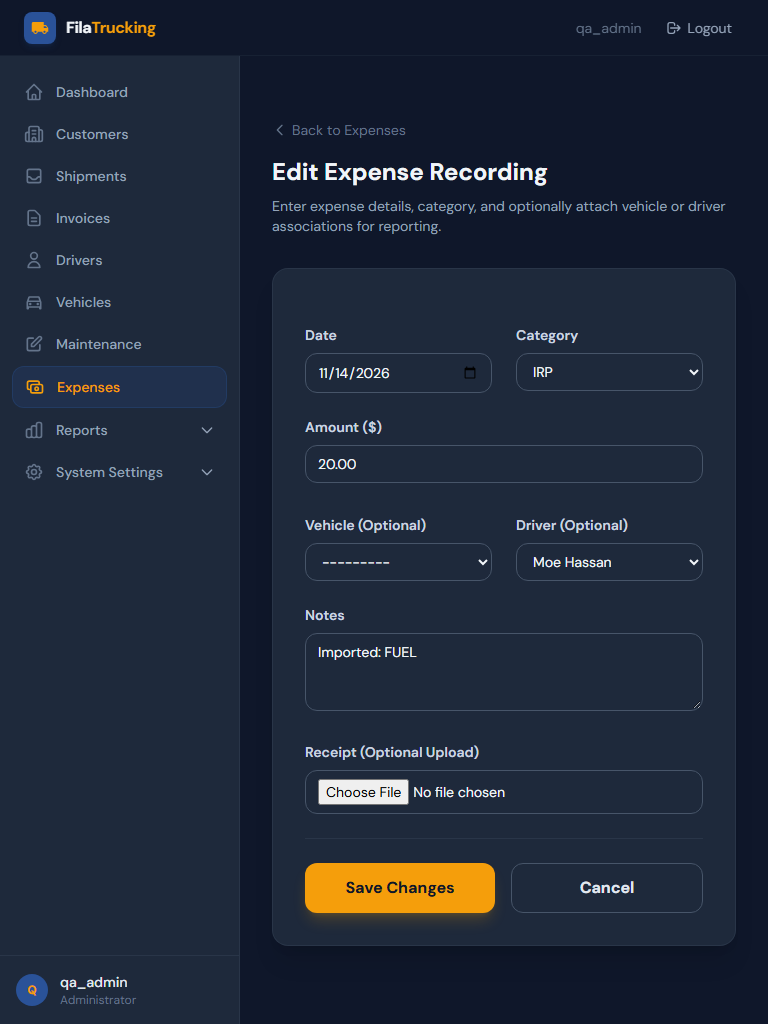 FilaTrucking
qa_admin
Logout
Dashboard
Customers
Shipments
Invoices
Drivers
Vehicles
Maintenance
Expenses
Reports
System Settings
qa_admin
Administrator
Q
Back to Expenses
Edit Expense Recording
Enter expense details, category, and optionally attach vehicle or driver
associations for reporting.
Date
Category
11/14/2026
IRP
Amount ($)
20.00
Vehicle (Optional)
Driver (Optional)
---------
Moe Hassan
Notes
Imported: FUEL
Receipt (Optional Upload)
Choose File No file chosen
Save Changes
Cancel